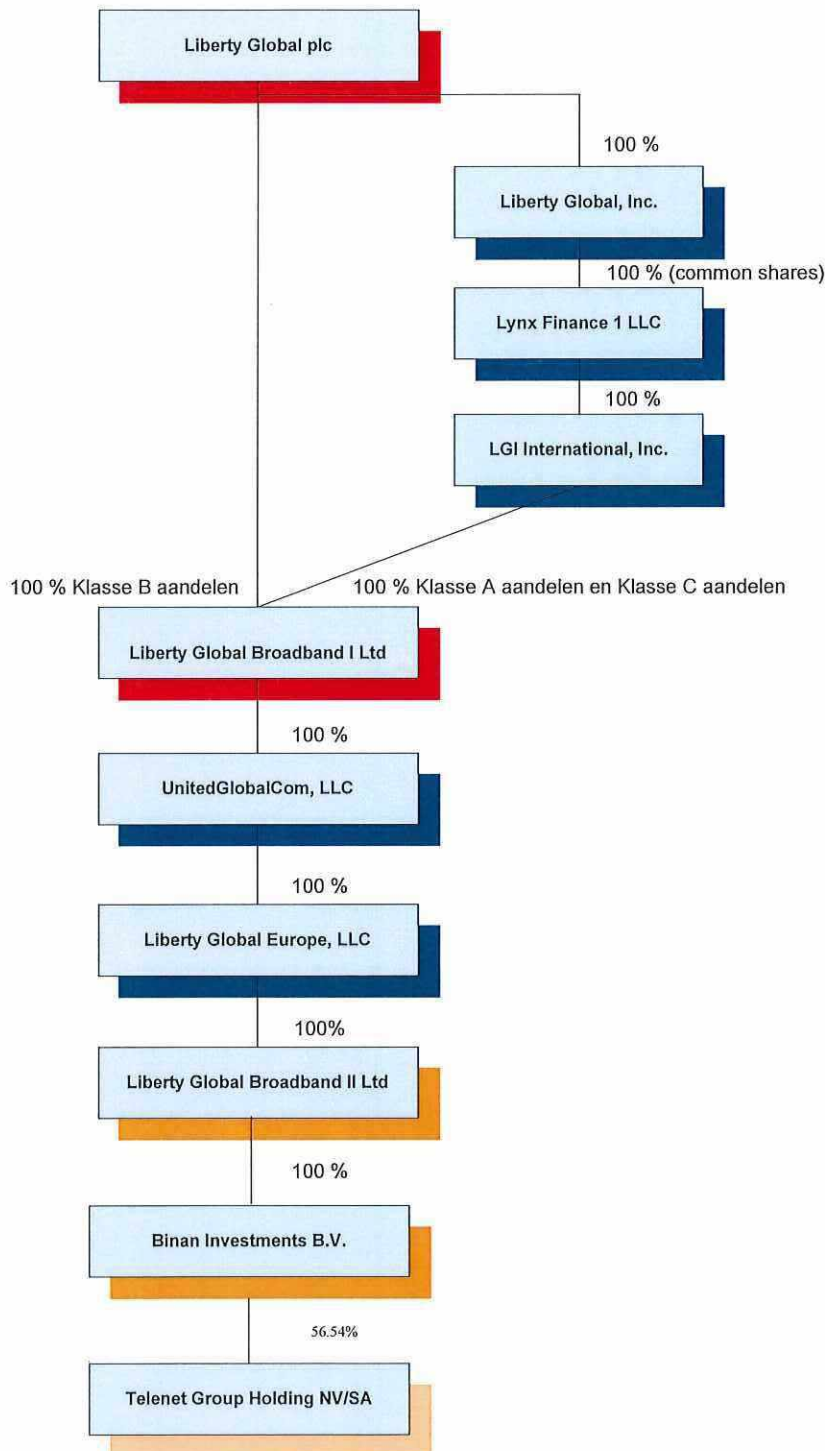 Liberty Global plc
100 %
Liberty Global, Inc.
100 % (common shares)
Lynx Finance 1 LLC
100 %
LGI International, Inc.
100 % Klasse B aandelen
100 % Klasse A aandelen en Klasse C aandelen
Liberty Global Broadband I Ltd
100 %
UnitedGlobalCom, LLC
100 %
Liberty Global Europe, LLC
100%
Liberty Global Broadband II Ltd
100 %
Binan Investments B.V.
56.54%
Telenet Group Holding NV/SA